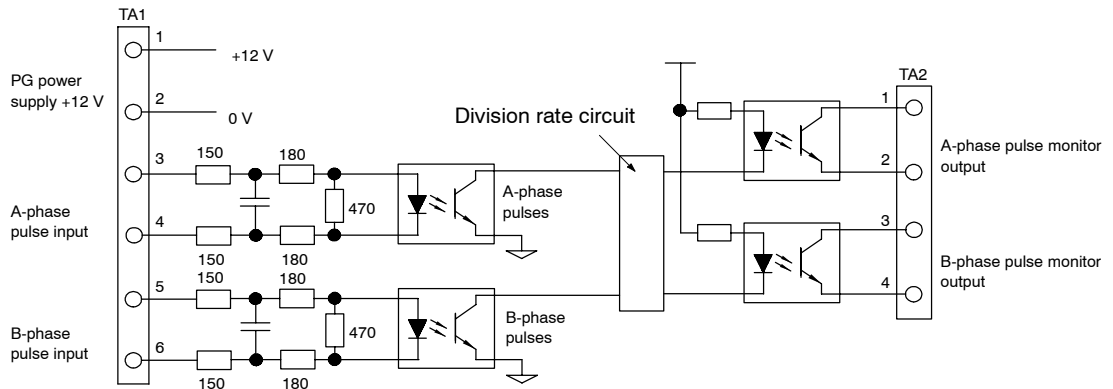 TA1
1
+12 V
PG power
supply +12 V
2
0 V
3
150
180
470
A-phase
pulses
A-phase
pulse input
4
150
180
5
150
180
470
B-phase
pulses
B-phase
pulse input
6
150
180
Division rate circuit
TA2
1
A-phase pulse monitor
output
2
3
B-phase pulse monitor
output
4